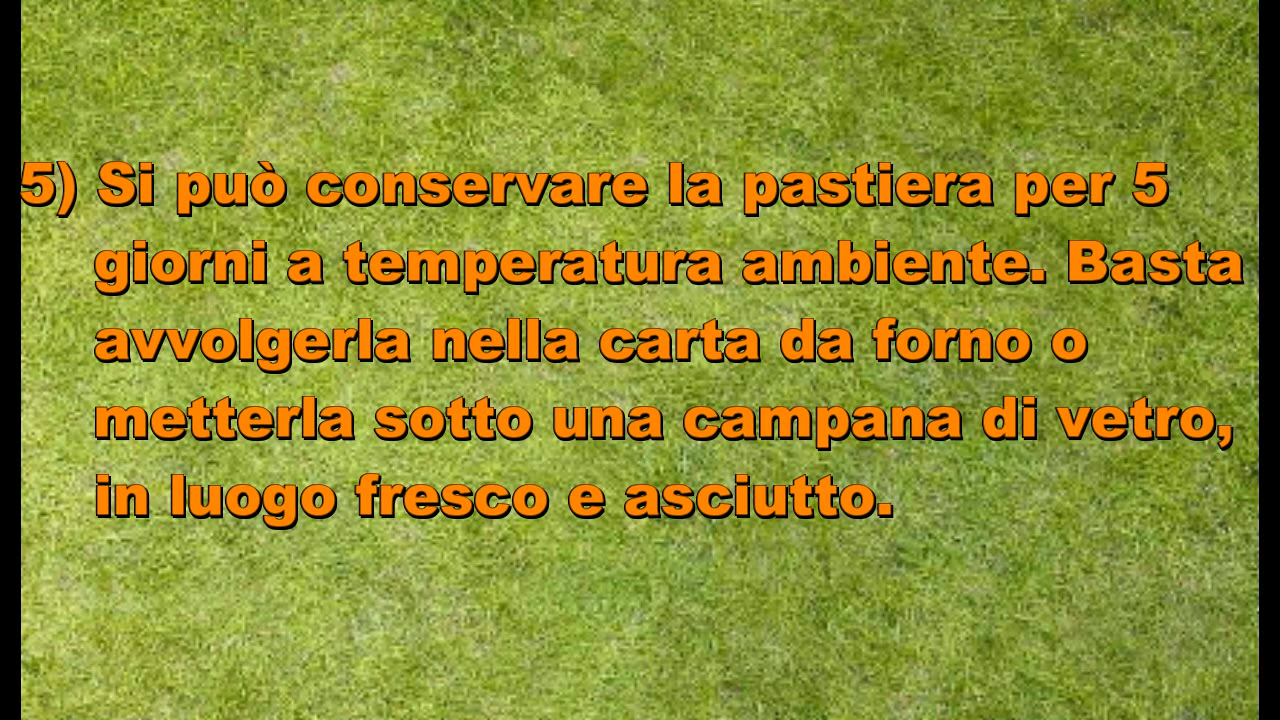 5) Si può conservare la pastiera per 5
giorni a temperatura ambiente. Basta
avvolgerla nella carta da forno o
metterla sotto una campana di vetro,
in luogo fresco e asciutto.